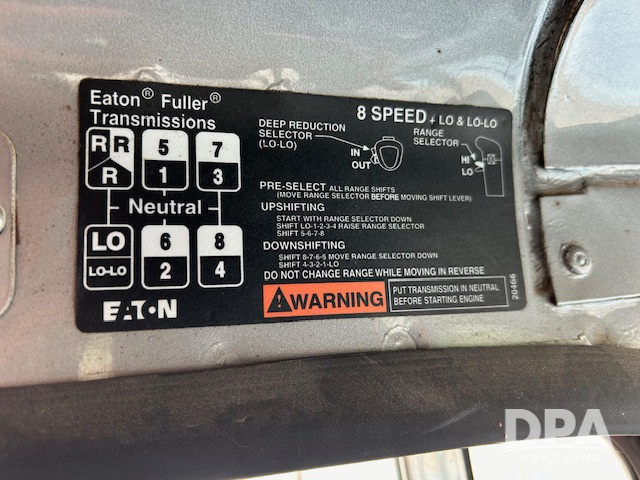 Eaton® Fuller®
Transmissions
8 SPEED + LO & LO-LO
DEEP REDUCTION
SELECTOR
(LO-LO)
IN
OUT
RANGE
SELECTOR
HI
LO
R R 5 7
R 1 3
Neutral
LO 6 8
LO-LO 2 4
EATON
PRE-SELECT ALL RANGE SHIFTS
(MOVE RANGE SELECTOR BEFORE MOVING SHIFT LEVER)
UPSHIFTING
START WITH RANGE SELECTOR DOWN
SHIFT LO-1-2-3-4 RAISE RANGE SELECTOR
SHIFT 5-6-7-8
DOWNSHIFTING
SHIFT 8-7-6-5 MOVE RANGE SELECTOR DOWN
SHIFT 4-3-2-1-LO
DO NOT CHANGE RANGE WHILE MOVING IN REVERSE
WARNING
PUT TRANSMISSION IN NEUTRAL
BEFORE STARTING ENGINE
20466
DPA
AUCTIONS